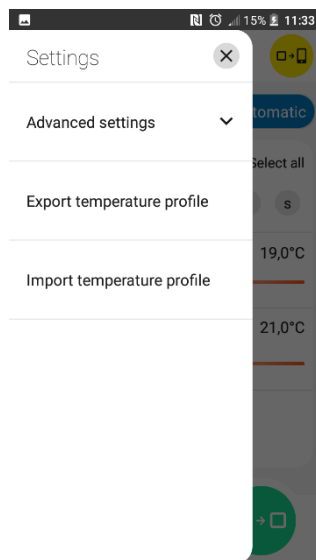 15% 11:33
Settings
Advanced settings
tomatic
Select all
s
Export temperature profile
19,0°C
Import temperature profile
21,0°C